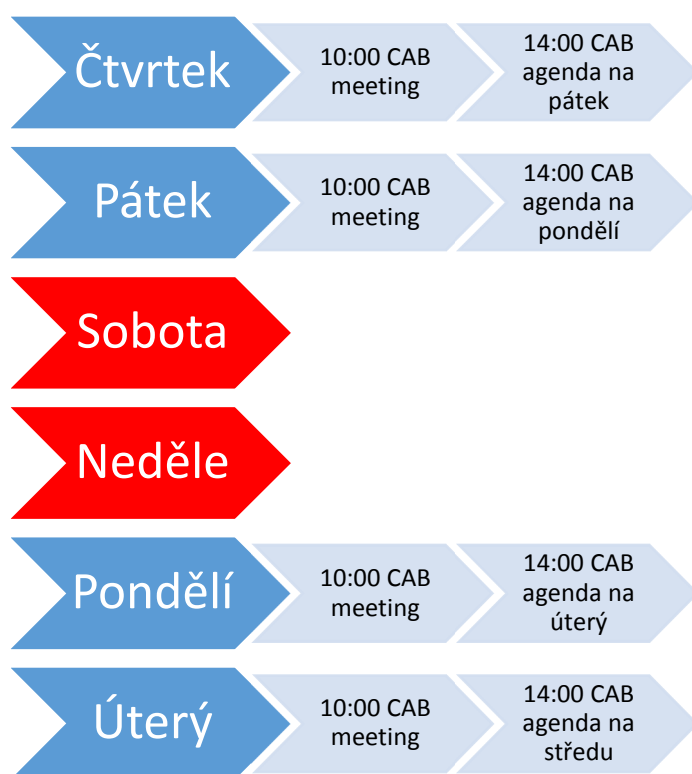 Čtvrtek
10:00 CAB
meeting
14:00 CAB
agenda na
pátek
Pátek
10:00 CAB
meeting
14:00 CAB
agenda na
pondělí
Sobota
Neděle
Pondělí
10:00 CAB
meeting
14:00 CAB
agenda na
úterý
Úterý
10:00 CAB
meeting
14:00 CAB
agenda na
středu